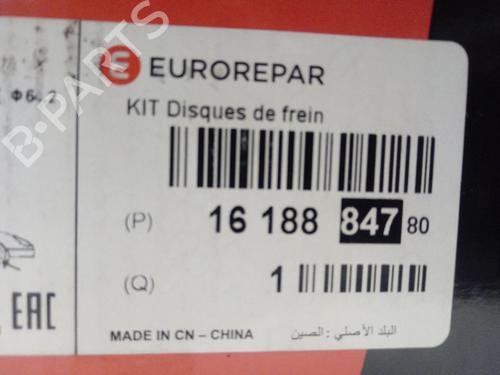 EUROREPAR
KIT Disques de frein
(P) 16 188 847 80
(Q) 1
MADE IN CN – CHINA
البلد الأصلي : الصين
EAC
B-PARTS